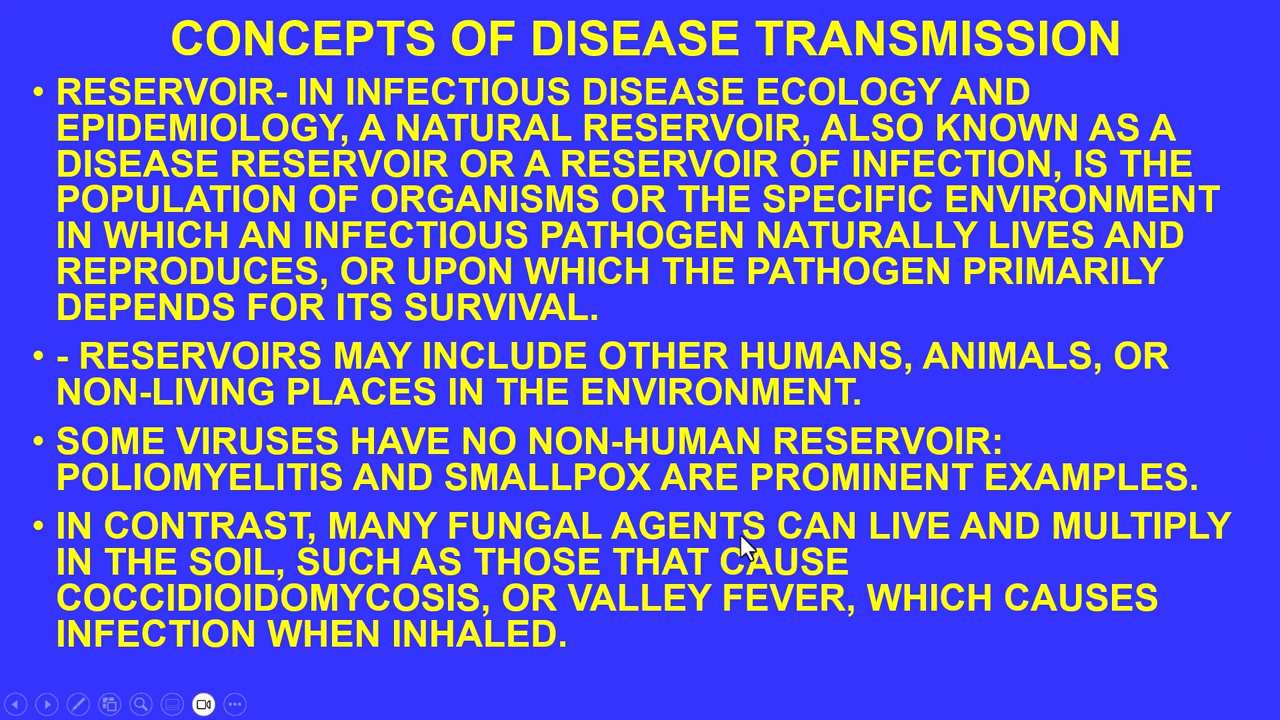 CONCEPTS OF DISEASE TRANSMISSION
• RESERVOIR- IN INFECTIOUS DISEASE ECOLOGY AND
EPIDEMIOLOGY, A NATURAL RESERVOIR, ALSO KNOWN AS A
DISEASE RESERVOIR OR A RESERVOIR OF INFECTION, IS THE
POPULATION OF ORGANISMS OR THE SPECIFIC ENVIRONMENT
IN WHICH AN INFECTIOUS PATHOGEN NATURALLY LIVES AND
REPRODUCES, OR UPON WHICH THE PATHOGEN PRIMARILY
DEPENDS FOR ITS SURVIVAL.
• - RESERVOIRS MAY INCLUDE OTHER HUMANS, ANIMALS, OR
NON-LIVING PLACES IN THE ENVIRONMENT.
• SOME VIRUSES HAVE NO NON-HUMAN RESERVOIR:
POLIOMYELITIS AND SMALLPOX ARE PROMINENT EXAMPLES.
• IN CONTRAST, MANY FUNGAL AGENTS CAN LIVE AND MULTIPLY
IN THE SOIL, SUCH AS THOSE THAT CAUSE
COCCIDIOIDOMYCOSIS, OR VALLEY FEVER, WHICH CAUSES
INFECTION WHEN INHALED.